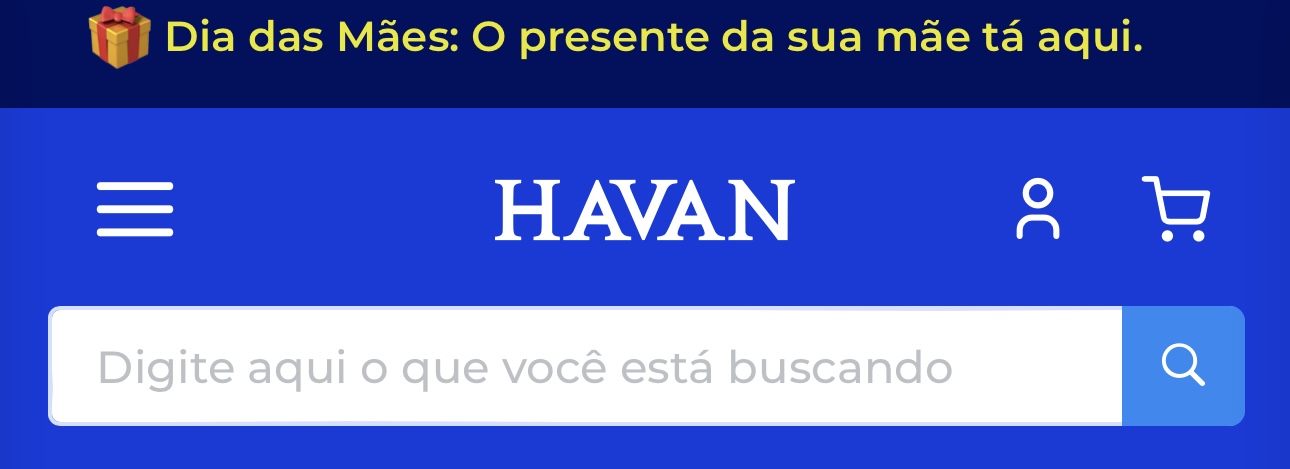 Dia das Mães: O presente da sua mãe tá aqui.
HAVAN
Digite aqui o que você está buscando